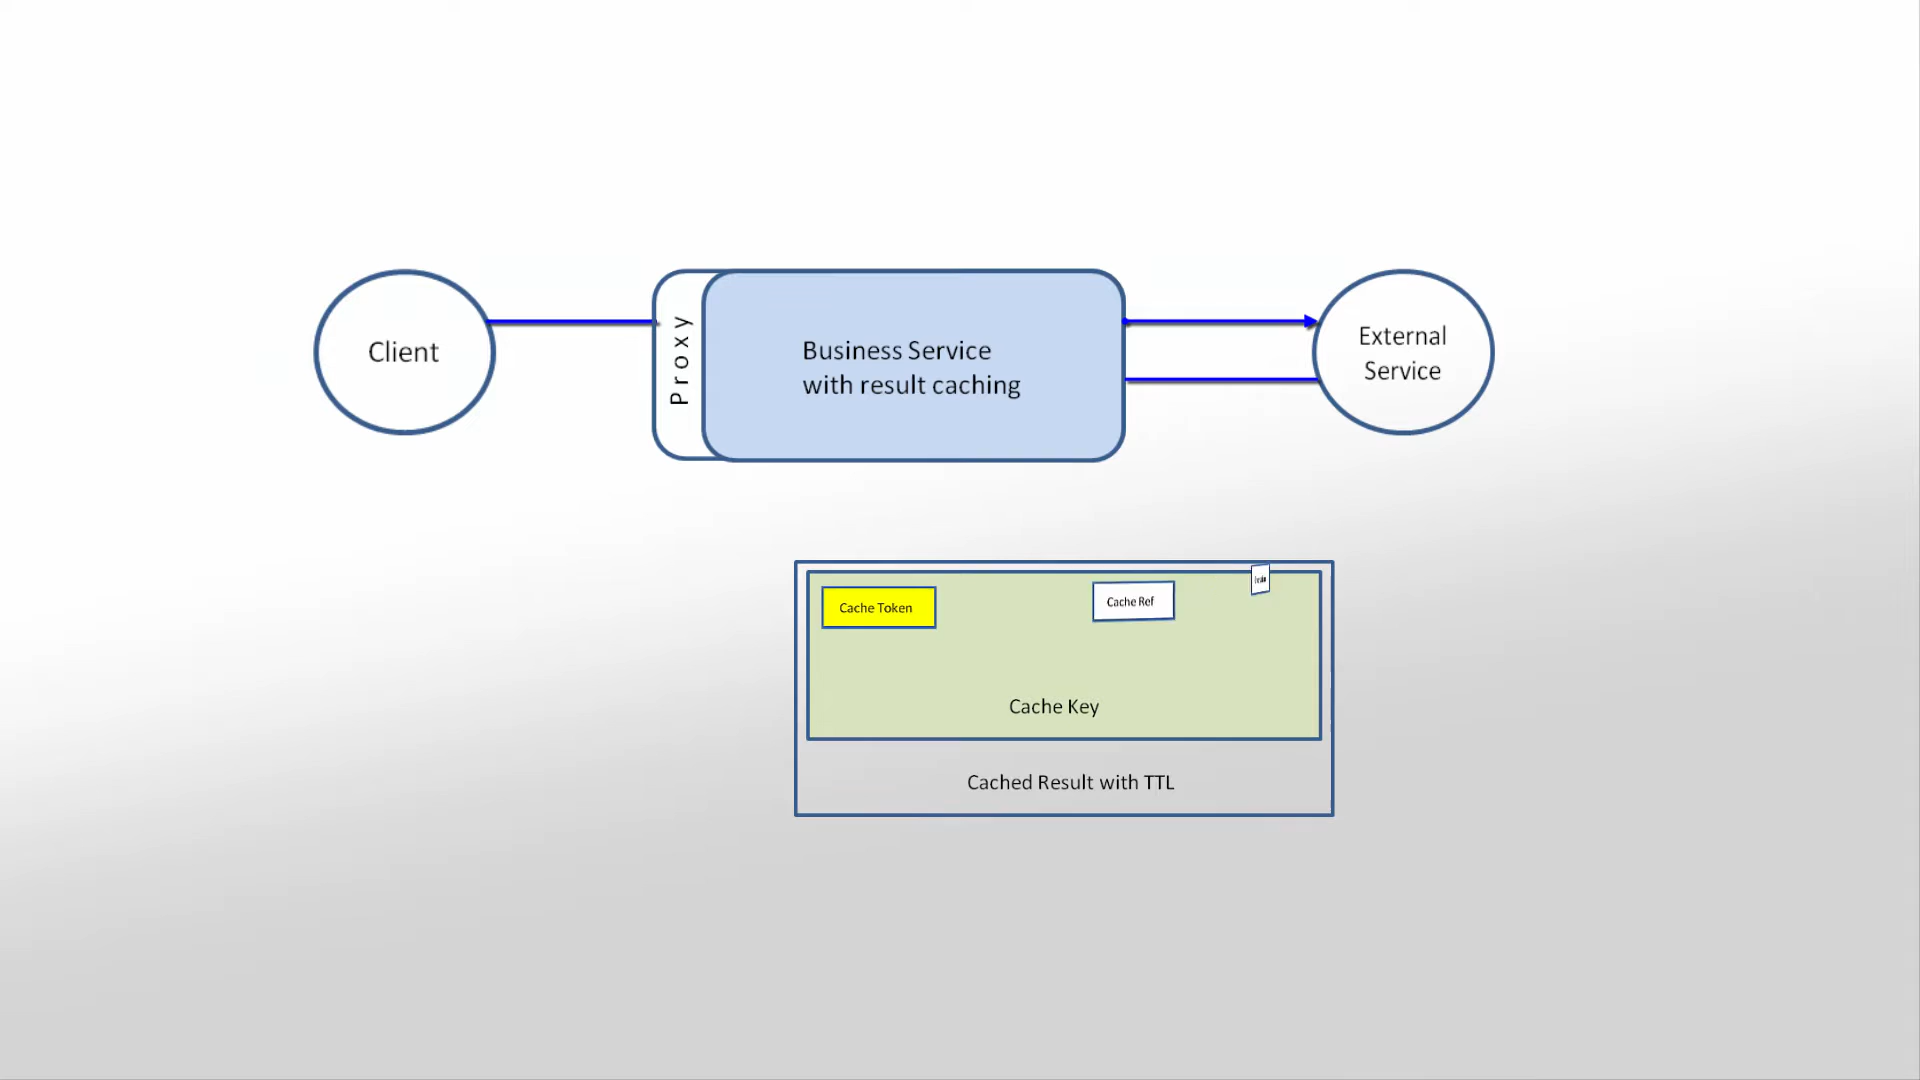 Client
Proxy
Business Service
with result caching
External
Service
Cache Token
Cache Ref
Cache Key
Cached Result with TTL